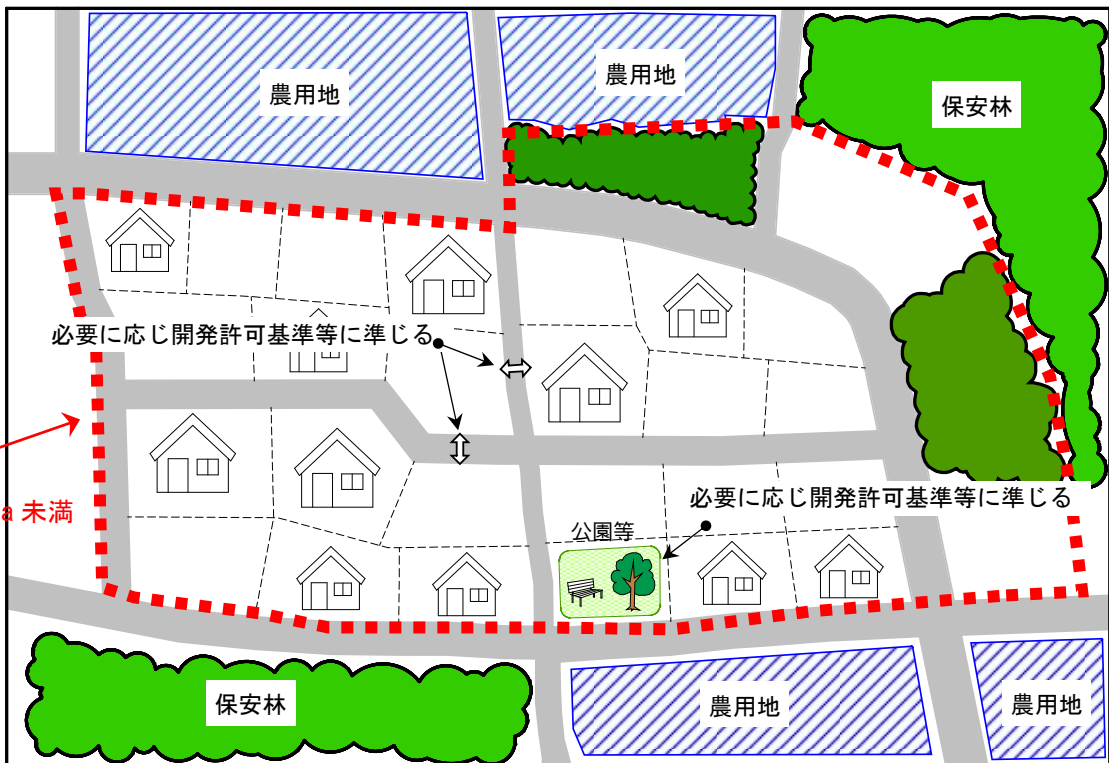 農用地
農用地
保安林
必要に応じ開発許可基準等に準じる
a 未満
必要に応じ開発許可基準等に準じる
公園等
保安林
農用地
農用地